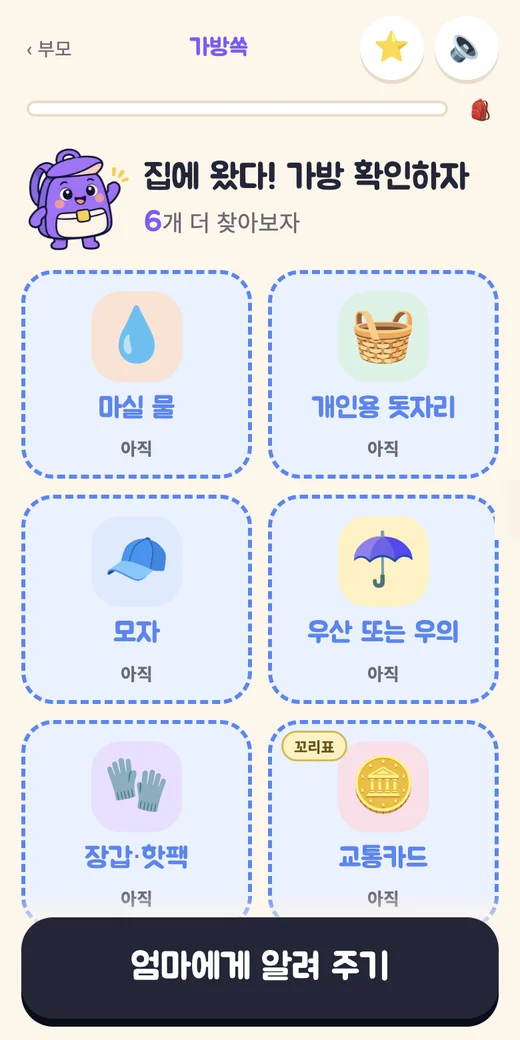 ‹ 부모
가방쏙
집에 왔다! 가방 확인하자
6개 더 찾아보자
마실 물
아직
개인용 돗자리
아직
모자
아직
우산 또는 우의
아직
장갑·핫팩
아직
꼬리표
교통카드
아직
엄마에게 알려 주기